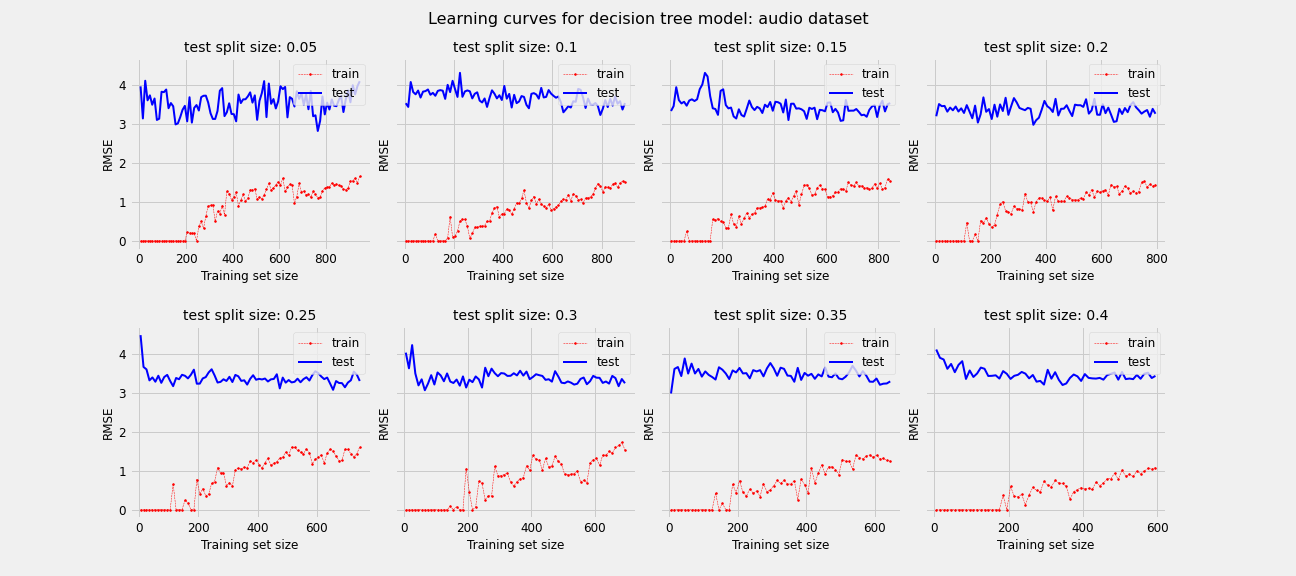 Learning curves for decision tree model: audio dataset
test split size: 0.05
test split size: 0.1
test split size: 0.15
test split size: 0.2
train
test
train
test
train
test
train
test
4
3
2
1
0
RMSE
RMSE
RMSE
RMSE
0 200 400 600 800
0 200 400 600 800
0 200 400 600 800
0 200 400 600 800
Training set size
Training set size
Training set size
Training set size
test split size: 0.25
test split size: 0.3
test split size: 0.35
test split size: 0.4
train
test
train
test
train
test
train
test
4
3
2
1
0
RMSE
RMSE
RMSE
RMSE
0 200 400 600
0 200 400 600
0 200 400 600
0 200 400 600
Training set size
Training set size
Training set size
Training set size